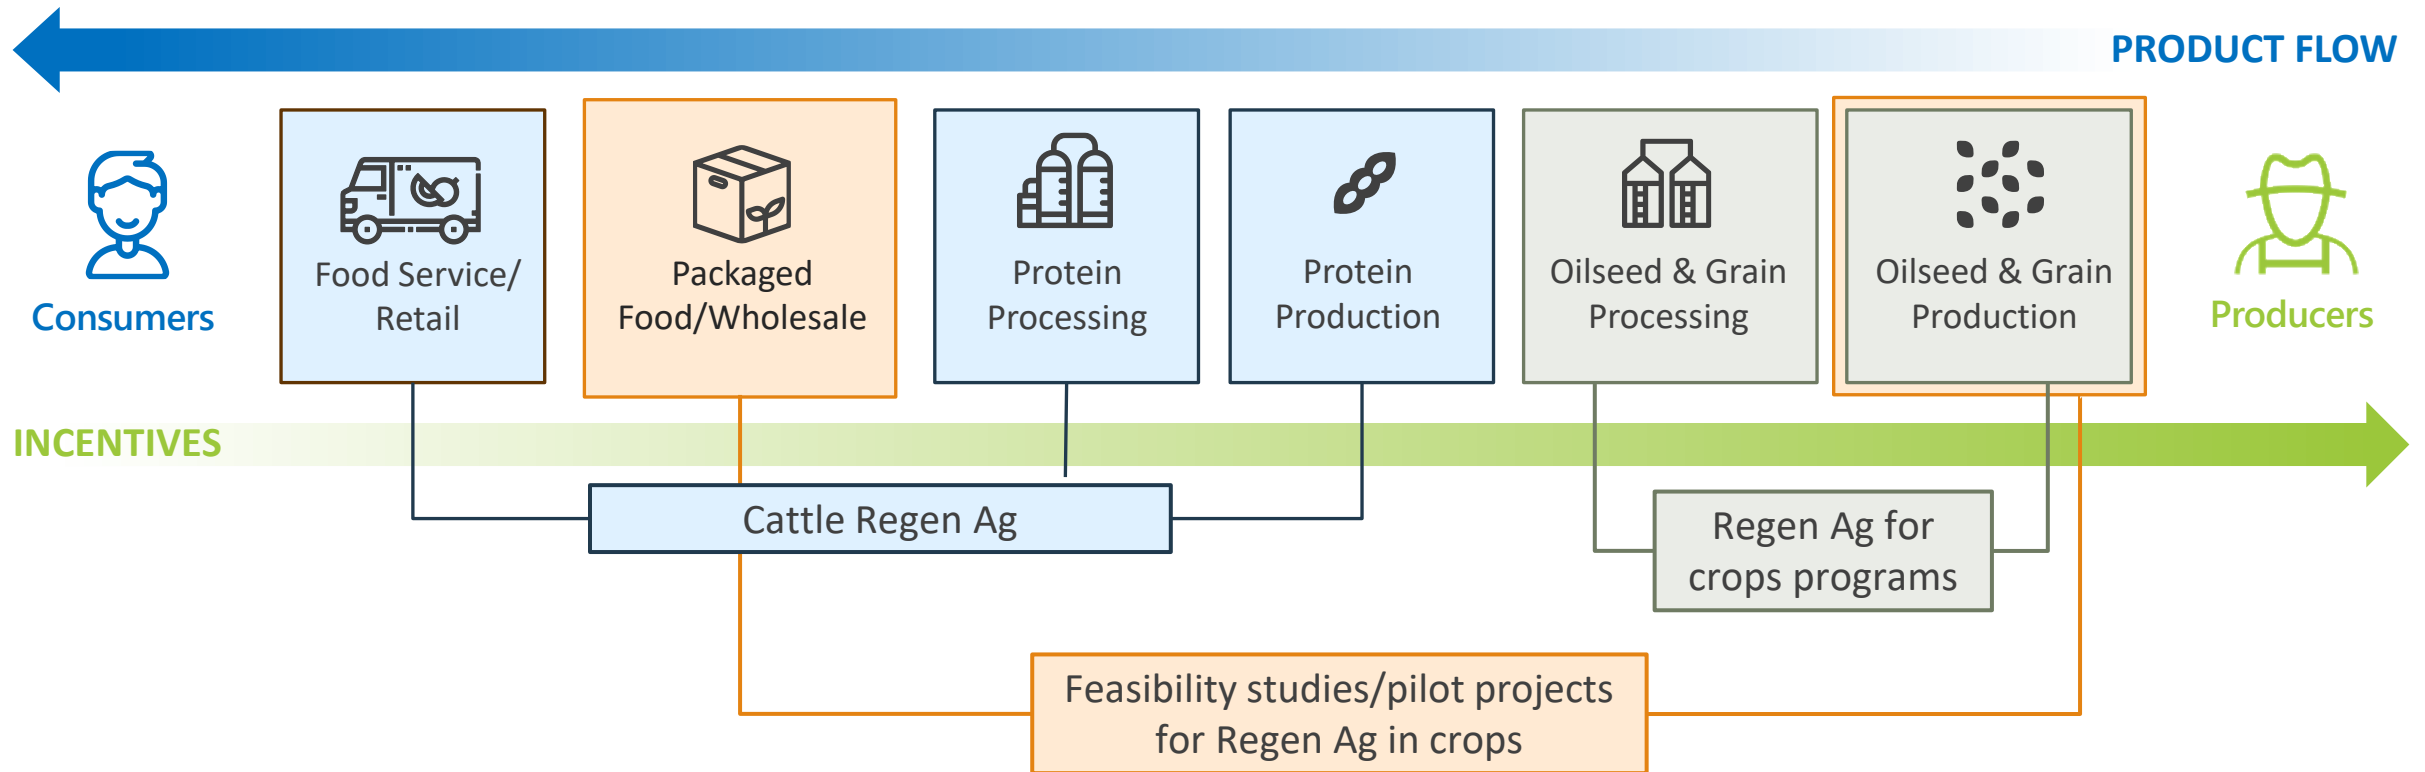 PRODUCT FLOW
Consumers
Food Service/
Retail
Packaged
Food/Wholesale
Protein
Processing
Protein
Production
Oilseed & Grain
Processing
Oilseed & Grain
Production
Producers
INCENTIVES
Cattle Regen Ag
Regen Ag for
crops programs
Feasibility studies/pilot projects
for Regen Ag in crops